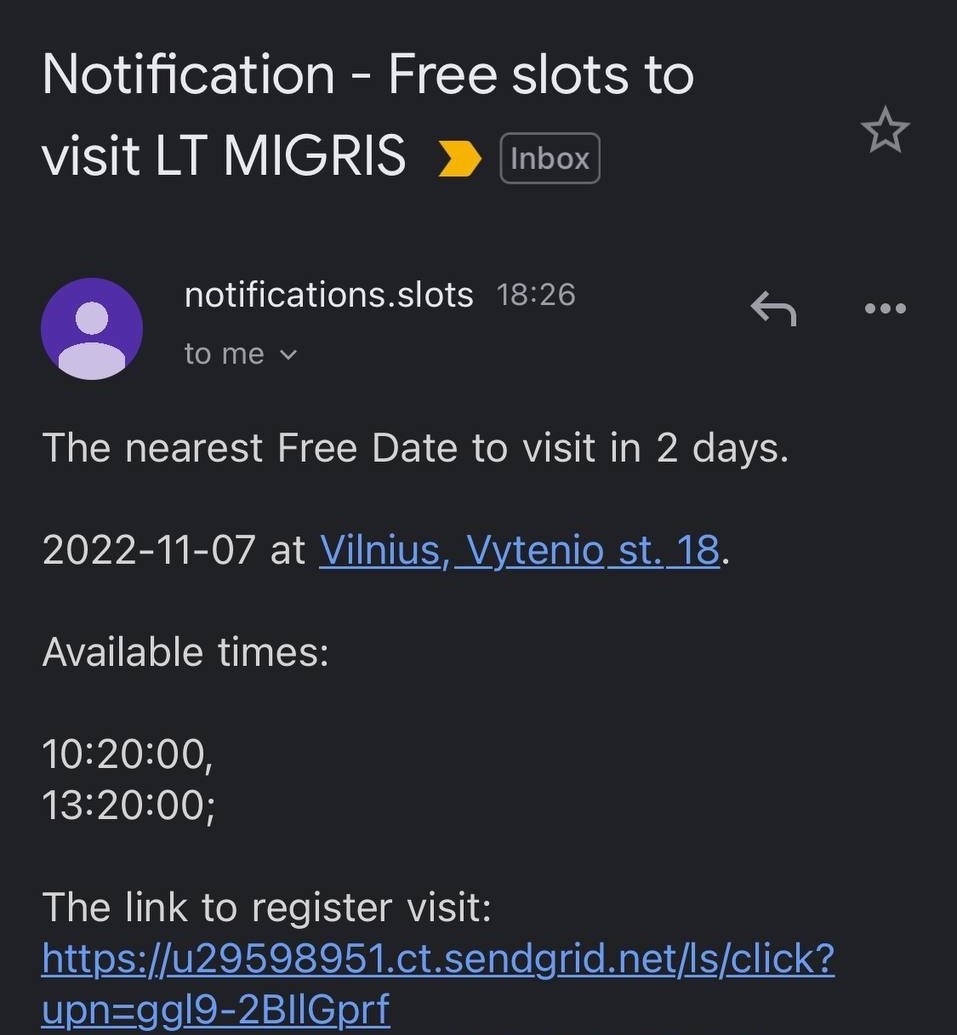 Notification - Free slots to
visit LT MIGRIS Inbox
notifications.slots 18:26
to me
The nearest Free Date to visit in 2 days.
2022-11-07 at Vilnius, Vytenio st. 18.
Available times:
10:20:00,
13:20:00;
The link to register visit:
https://u29598951.ct.sendgrid.net/ls/click?
upn=ggl9-2BIlGprf